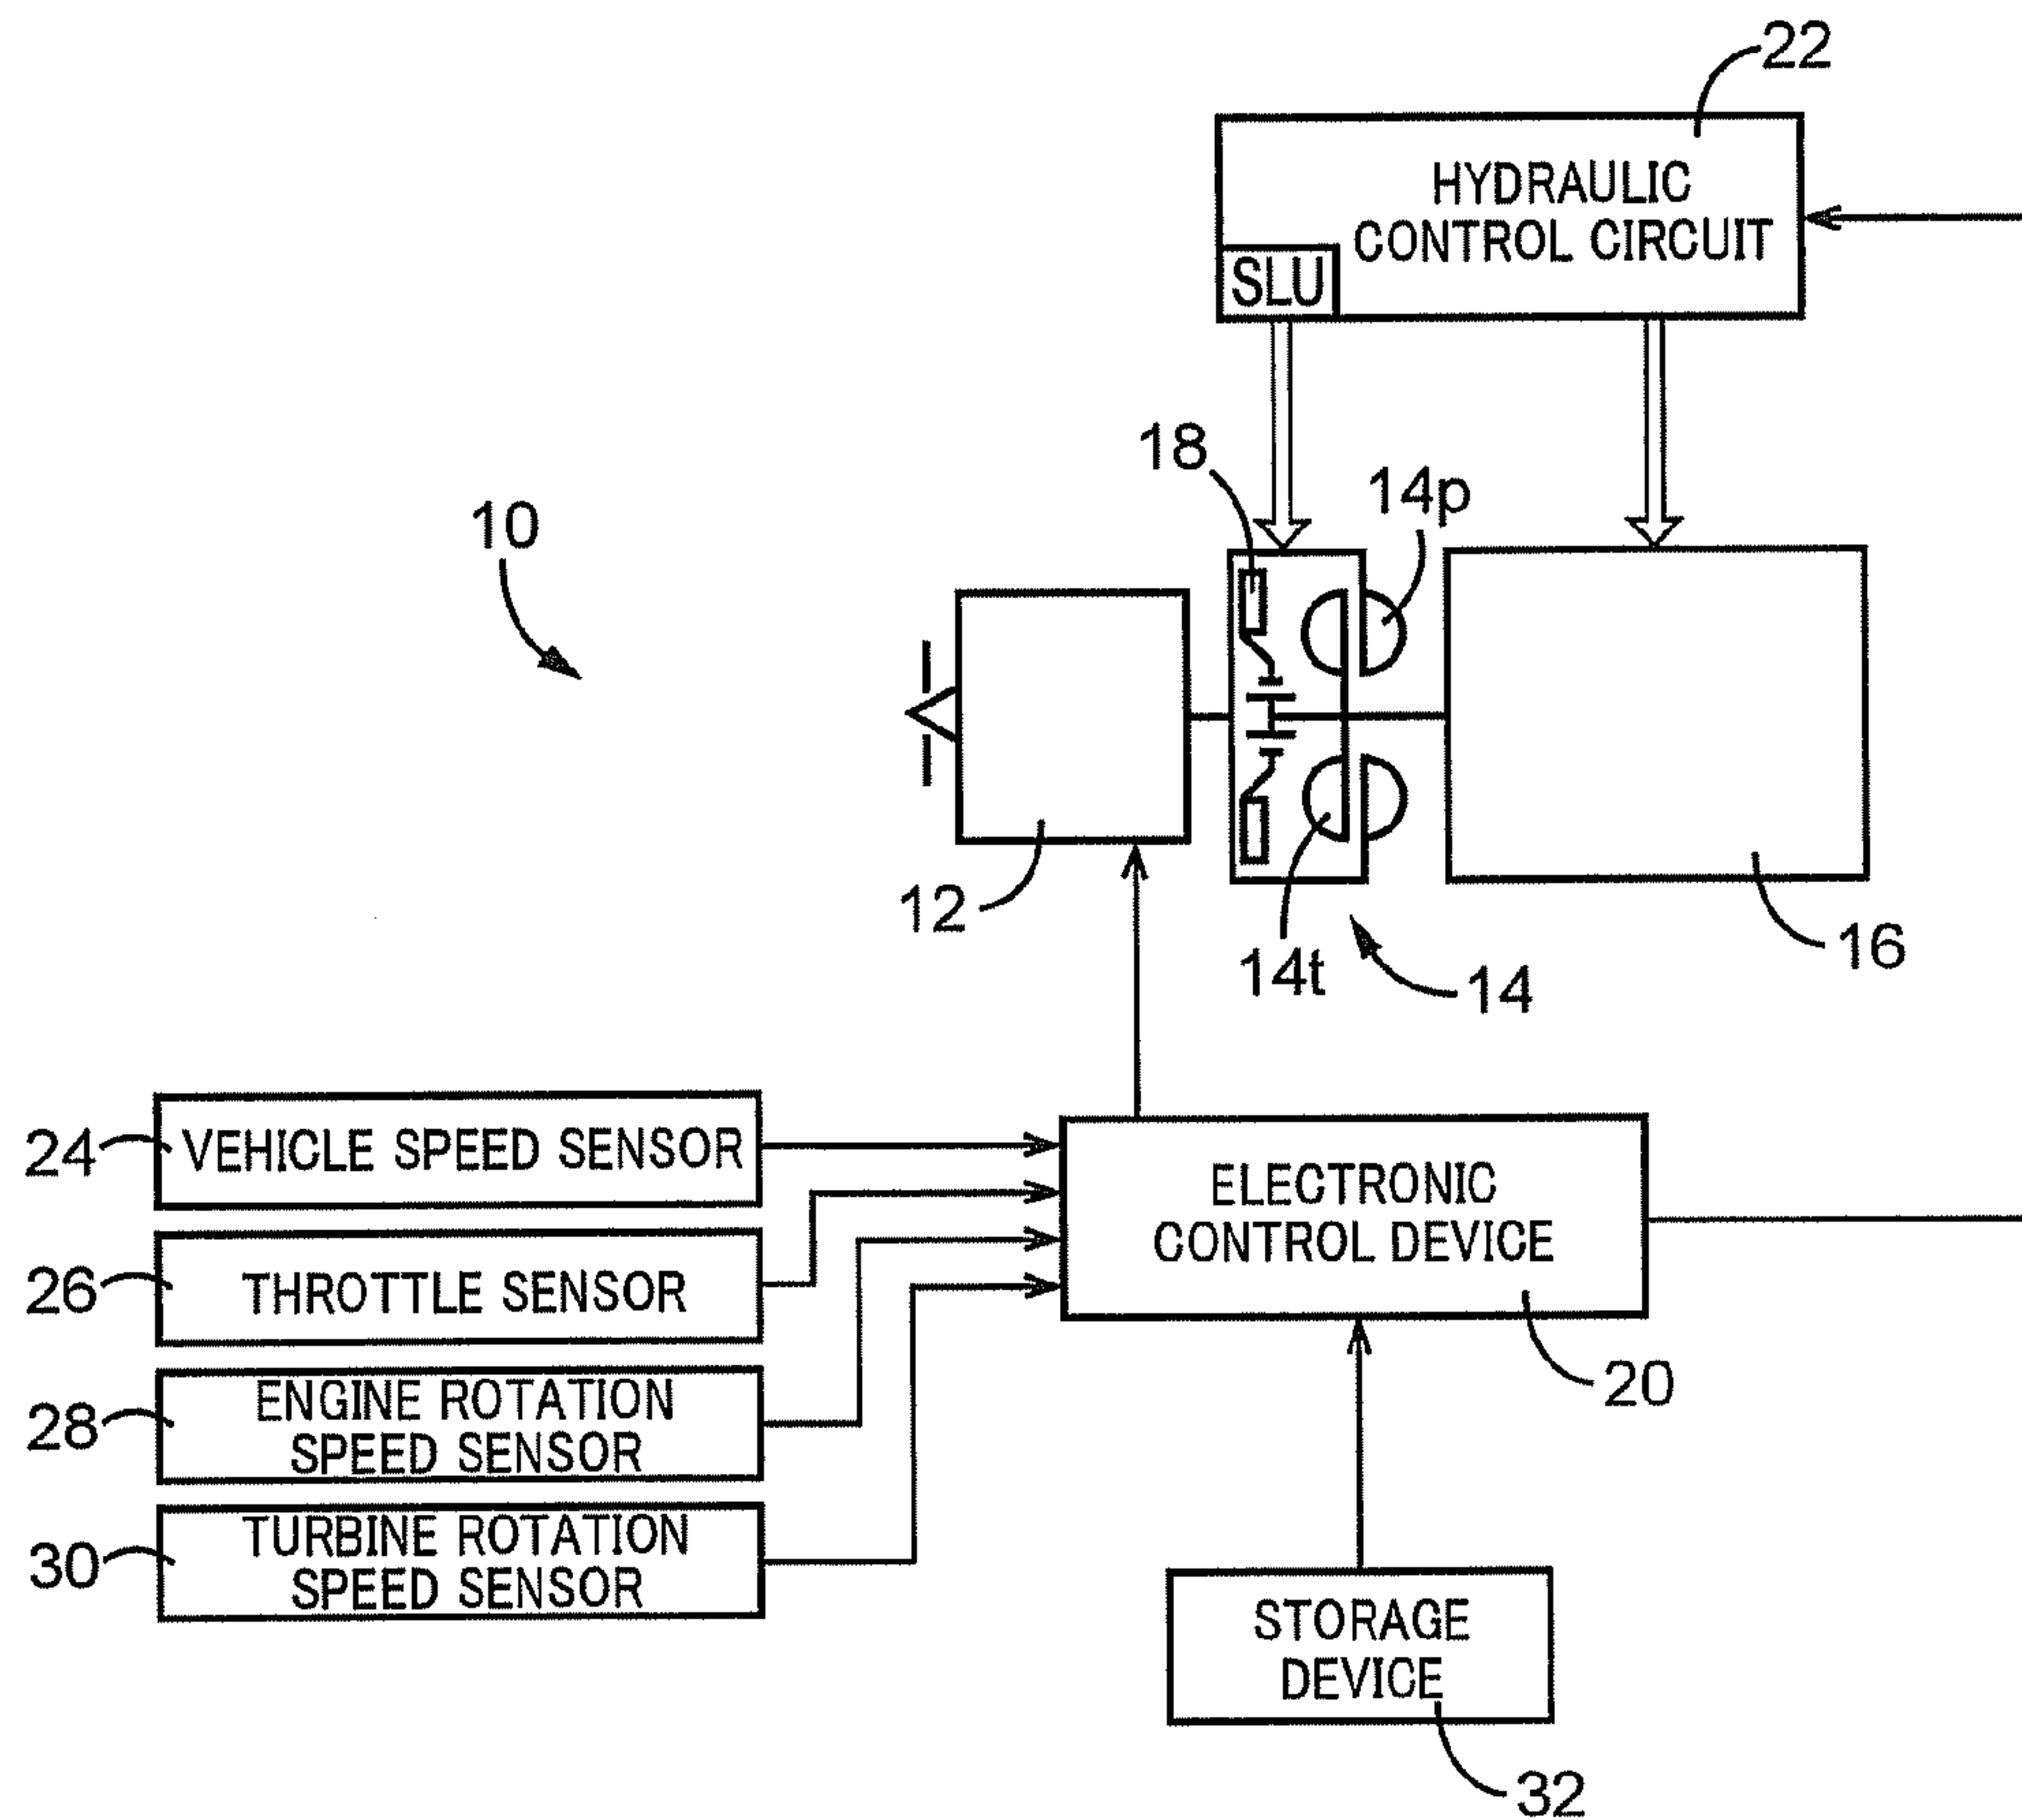 22
HYDRAULIC
CONTROL CIRCUIT
SLU
18
14p
10
12
14t
14
16
24
VEHICLE SPEED SENSOR
26
THROTTLE SENSOR
28
ENGINE ROTATION
SPEED SENSOR
30
TURBINE ROTATION
SPEED SENSOR
ELECTRONIC
CONTROL DEVICE
20
STORAGE
DEVICE
32